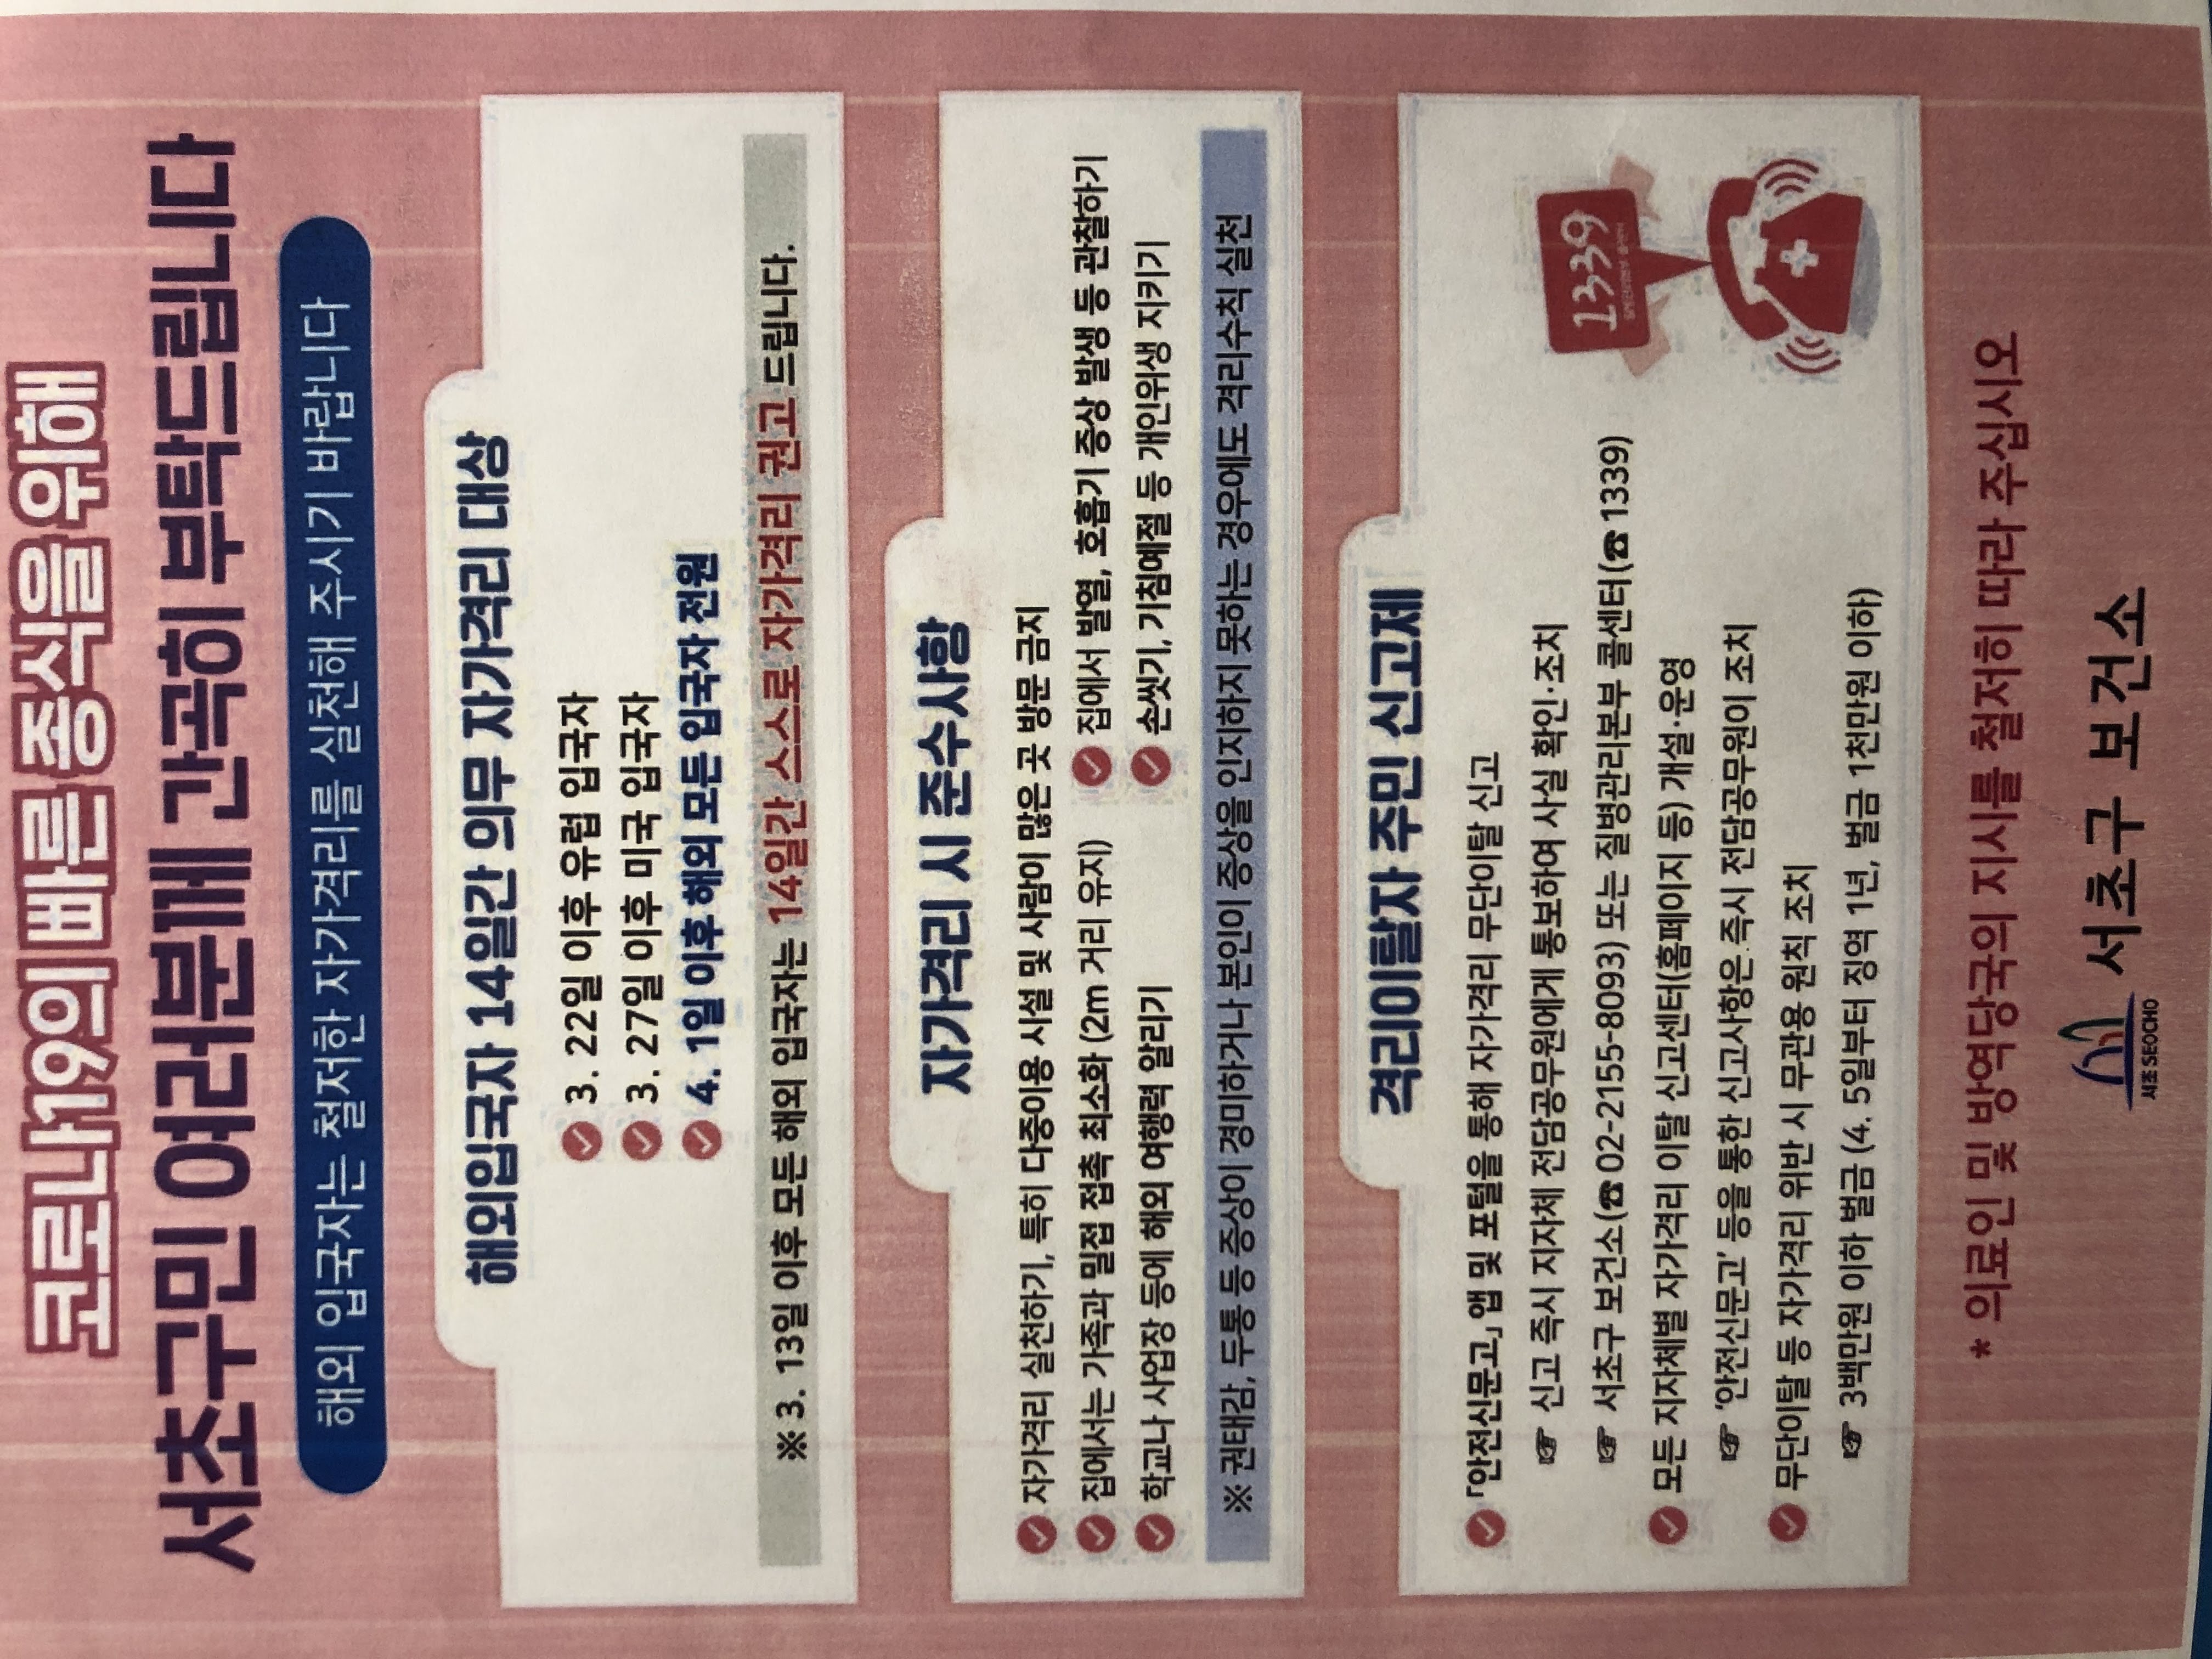 코로나19의 빠른 종식을 위해
서초구민 여러분께 간곡히 부탁드립니다
해외 입국자는 철저한 자가격리를 실천해 주시기 바랍니다
해외입국자 14일간 의무 자가격리 대상
3. 22일 이후 유럽 입국자
3. 27일 이후 미국 입국자
4. 1일 이후 해외 모든 입국자 전원
※ 3. 13일 이후 모든 해외 입국자는 14일간 스스로 자가격리 권고 드립니다.
자가격리 시 준수사항
자가격리 실천하기, 특히 다중이용 시설 및 사람이 많은 곳 방문 금지
집에서는 가족과 밀접 접촉 최소화 (2m 거리 유지)
집에서 발열, 호흡기 증상 발생 등 관찰하기
학교나 사업장 등에 해외 여행력 알리기
손씻기, 기침예절 등 개인위생 지키기
※ 권태감, 두통 등 증상이 경미하거나 본인이 증상을 인지하지 못하는 경우에도 격리수칙 실천
격리이탈자 주민 신고제
「안전신문고」 앱 및 포털을 통해 자가격리 무단이탈 신고
☞ 신고 즉시 지자체 전담공무원에게 통보하여 사실 확인·조치
☞ 서초구 보건소(☎02-2155-8093) 또는 질병관리본부 콜센터(☎1339)
모든 지자체별 자가격리 이탈 신고센터(홈페이지 등) 개설·운영
☞ '안전신문고' 등을 통한 신고사항은 즉시 전담공무원이 조치
무단이탈 등 자가격리 위반 시 무관용 원칙 조치
☞ 3백만원 이하 벌금 (4. 5일부터 징역 1년, 벌금 1천만원 이하)
1339
질병관리본부 콜센터
* 의료인 및 방역당국의 지시를 철저히 따라 주십시오
서초 SEOCHO
서초구 보건소